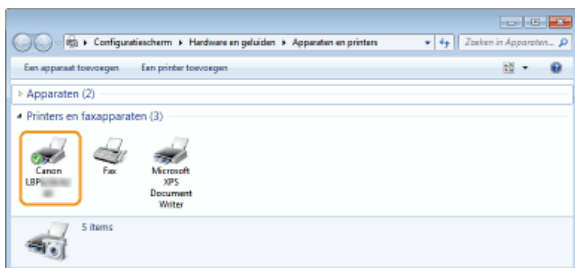 Configuratiescherm Hardware en geluiden Apparaten en printers Zoeken in Apparaten...
Een apparaat toevoegen Een printer toevoegen
Apparaten (2)
Printers en faxapparaten (3)
Canon
LBP
Fax
Microsoft
XPS
Document
Writer
5 items